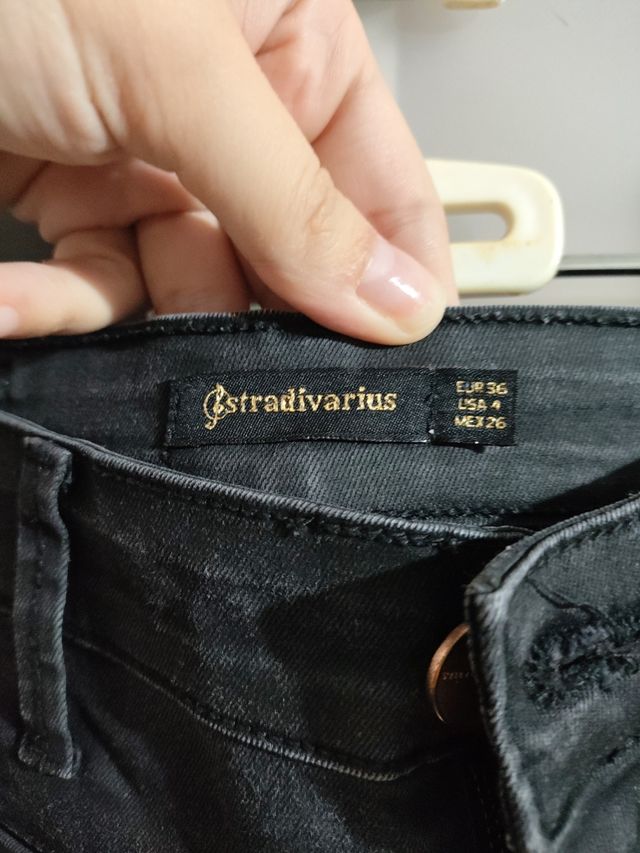 stradivarius
EUR 36
USA 4
MEX 26